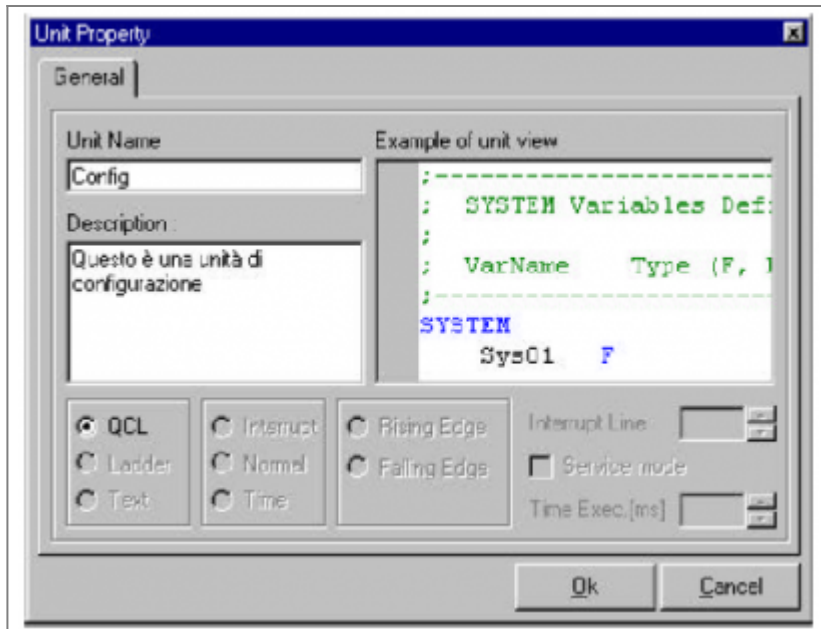 Unit Property
General
Unit Name
Config
Description :
Questo è una unità di
configurazione
Example of unit view
;-----------------------
; SYSTEM Variables Def
;
; VarName Type (F,
;-----------------------
SYSTEM
Sys01 F
QCL
Ladder
Text
Interrupt
Normal
Time
Rising Edge
Falling Edge
Interrupt Line
Service mode
Time Exec.[ms]
Ok
Cancel